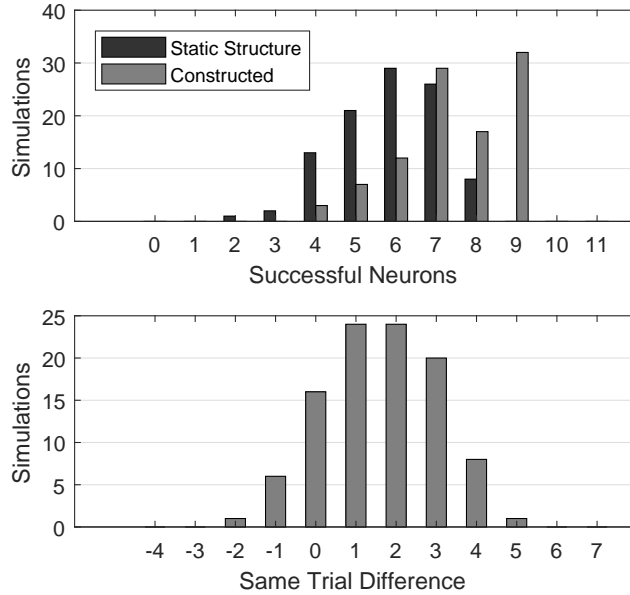 40
30
20
10
0
Simulations
Static Structure
Constructed
0 1 2 3 4 5 6 7 8 9 10 11
Successful Neurons
25
20
15
10
5
0
Simulations
-4 -3 -2 -1 0 1 2 3 4 5 6 7
Same Trial Difference